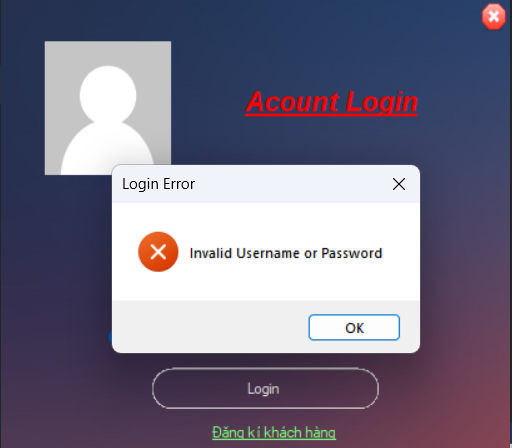 Acount Login
Login Error
Invalid Username or Password
OK
Login
Đăng kí khách hàng